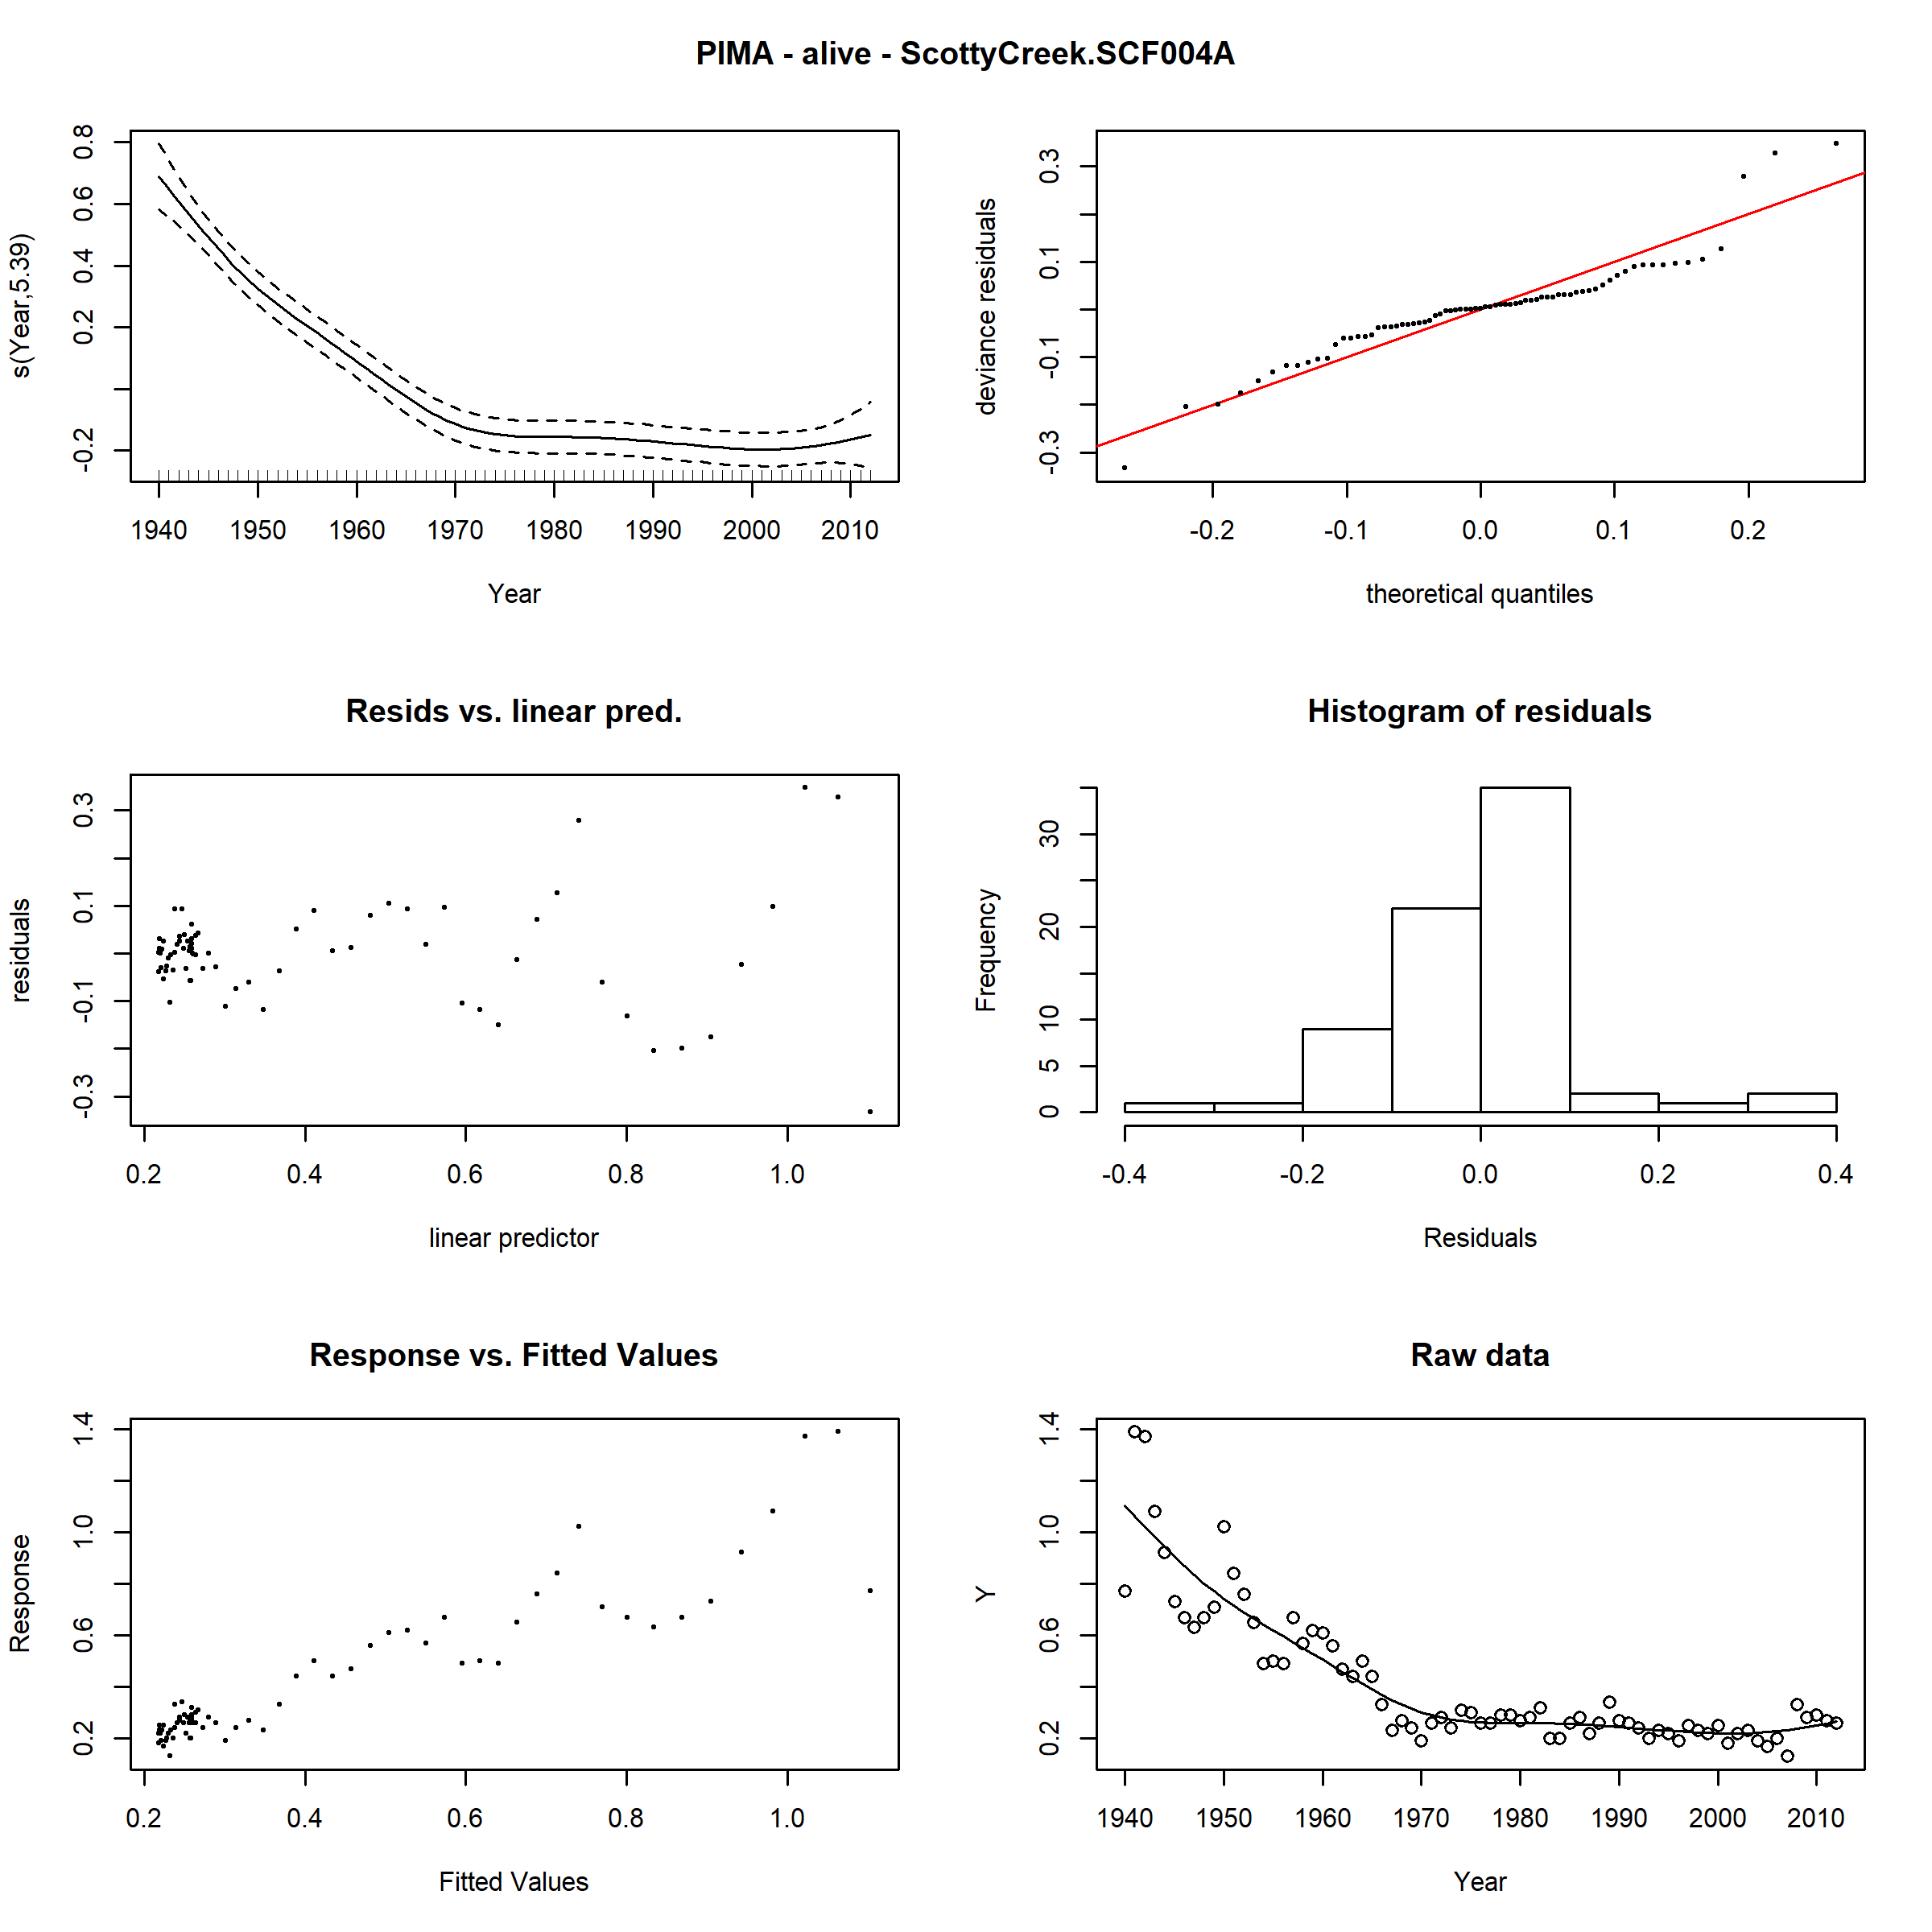 PIMA - alive - ScottyCreek.SCF004A
s(Year,5.39)
0.8
0.6
0.4
0.2
-0.2
1940 1950 1960 1970 1980 1990 2000 2010
Year
deviance residuals
0.3
0.1
-0.1
-0.3
-0.2 -0.1 0.0 0.1 0.2
theoretical quantiles
Resids vs. linear pred.
residuals
0.3
0.1
-0.1
-0.3
0.2 0.4 0.6 0.8 1.0
linear predictor
Histogram of residuals
Frequency
30
20
10
5
0
-0.4 -0.2 0.0 0.2 0.4
Residuals
Response vs. Fitted Values
Response
1.4
1.0
0.6
0.2
0.2 0.4 0.6 0.8 1.0
Fitted Values
Raw data
Y
1.4
1.0
0.6
0.2
1940 1950 1960 1970 1980 1990 2000 2010
Year